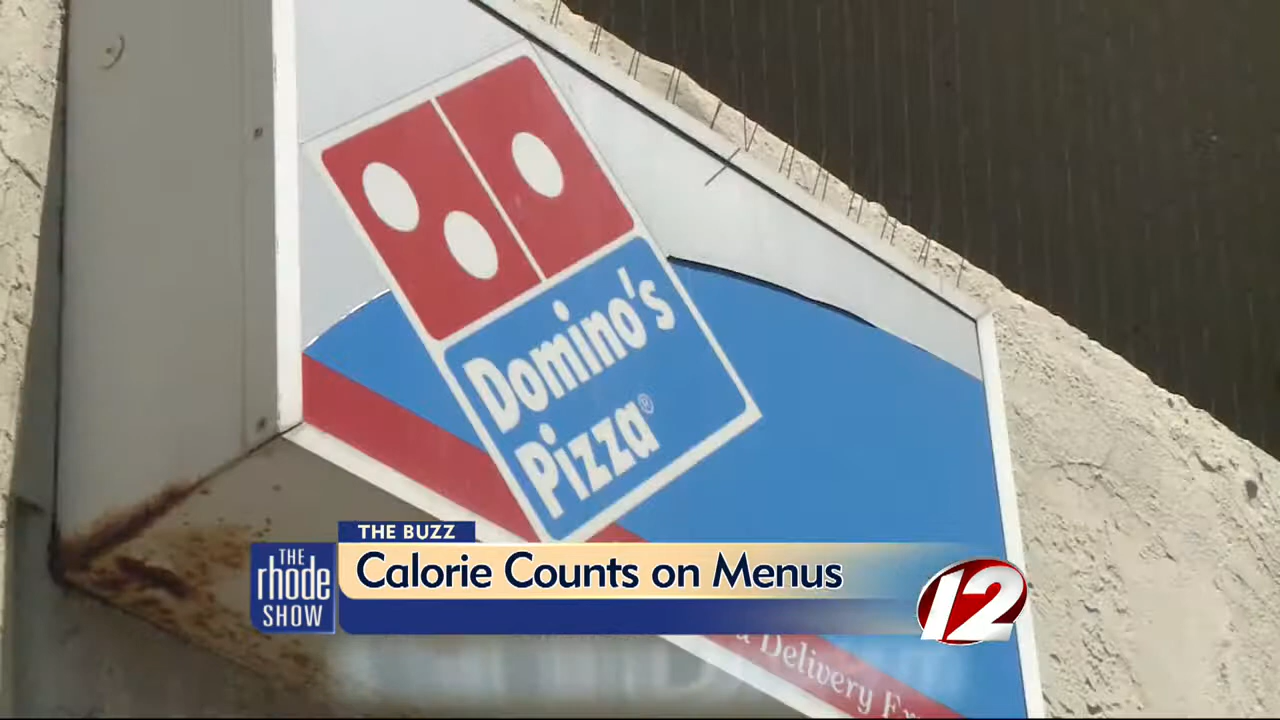 Domino's
Pizza®
THE BUZZ
THE
rhode
SHOW
Calorie Counts on Menus
12
Delivery